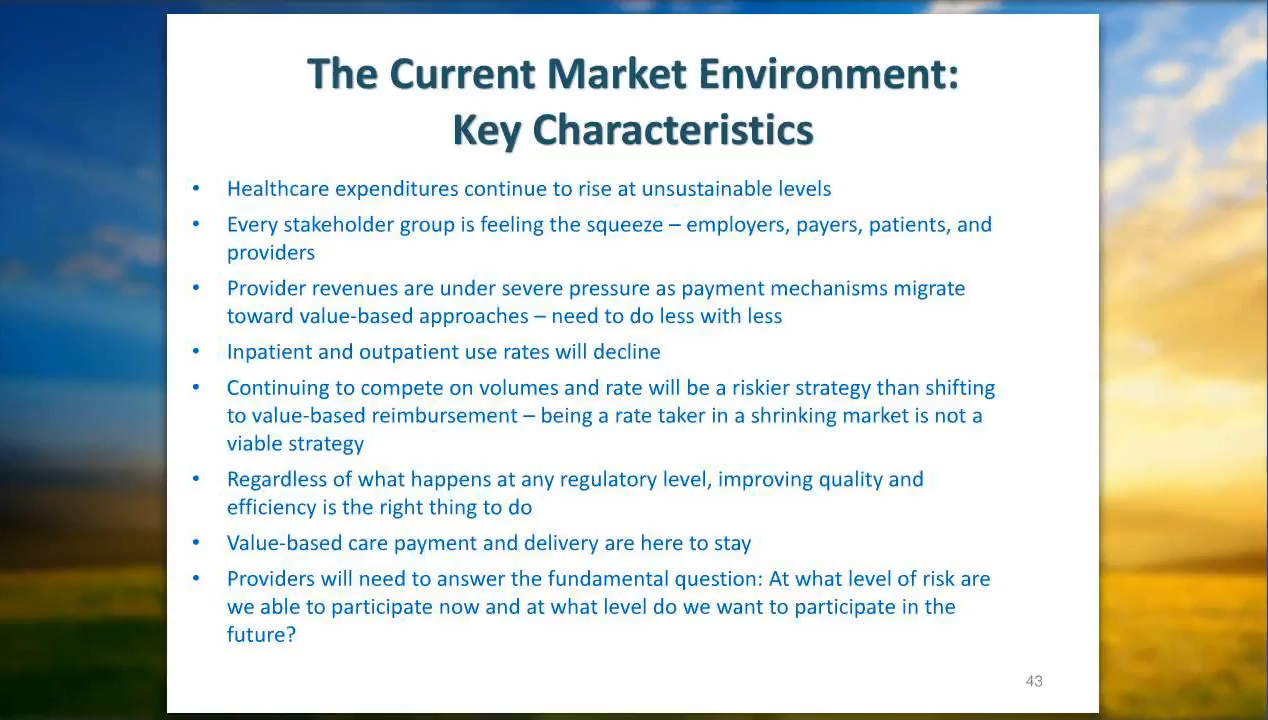 The Current Market Environment:
Key Characteristics
• Healthcare expenditures continue to rise at unsustainable levels
• Every stakeholder group is feeling the squeeze – employers, payers, patients, and
providers
• Provider revenues are under severe pressure as payment mechanisms migrate
toward value-based approaches – need to do less with less
• Inpatient and outpatient use rates will decline
• Continuing to compete on volumes and rate will be a riskier strategy than shifting
to value-based reimbursement – being a rate taker in a shrinking market is not a
viable strategy
• Regardless of what happens at any regulatory level, improving quality and
efficiency is the right thing to do
• Value-based care payment and delivery are here to stay
• Providers will need to answer the fundamental question: At what level of risk are
we able to participate now and at what level do we want to participate in the
future?
43